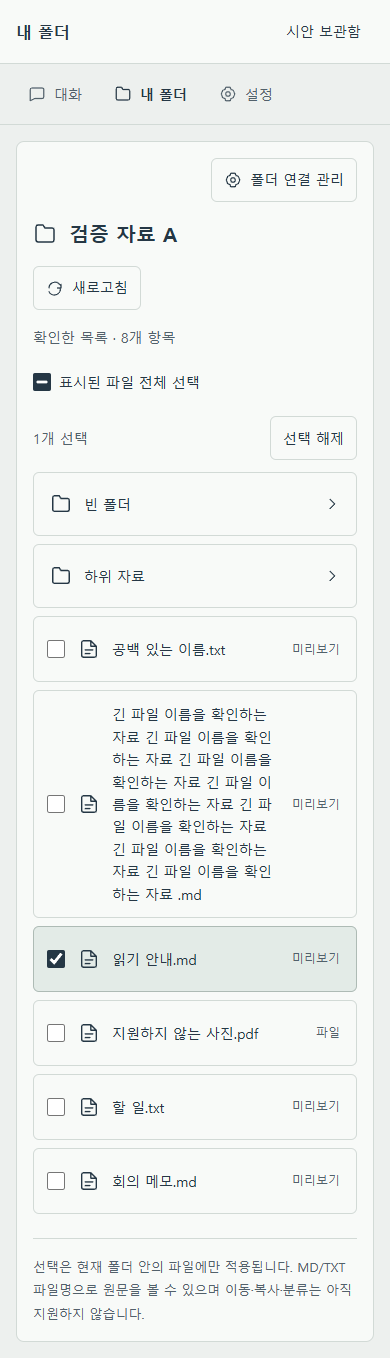 내 폴더
시안 보관함
대화
내 폴더
설정
폴더 연결 관리
검증 자료 A
새로고침
확인한 목록 · 8개 항목
표시된 파일 전체 선택
1개 선택
선택 해제
빈 폴더
하위 자료
공백 있는 이름.txt
미리보기
긴 파일 이름을 확인하는
자료 긴 파일 이름을 확인
하는 자료 긴 파일 이름을
확인하는 자료 긴 파일 이
름을 확인하는 자료 긴 파
일 이름을 확인하는 자료
긴 파일 이름을 확인하는
자료 긴 파일 이름을 확인
하는 자료 .md
미리보기
읽기 안내.md
미리보기
지원하지 않는 사진.pdf
파일
할 일.txt
미리보기
회의 메모.md
미리보기
선택은 현재 폴더 안의 파일에만 적용됩니다. MD/TXT
파일명으로 원문을 볼 수 있으며 이동·복사·분류는 아직
지원하지 않습니다.